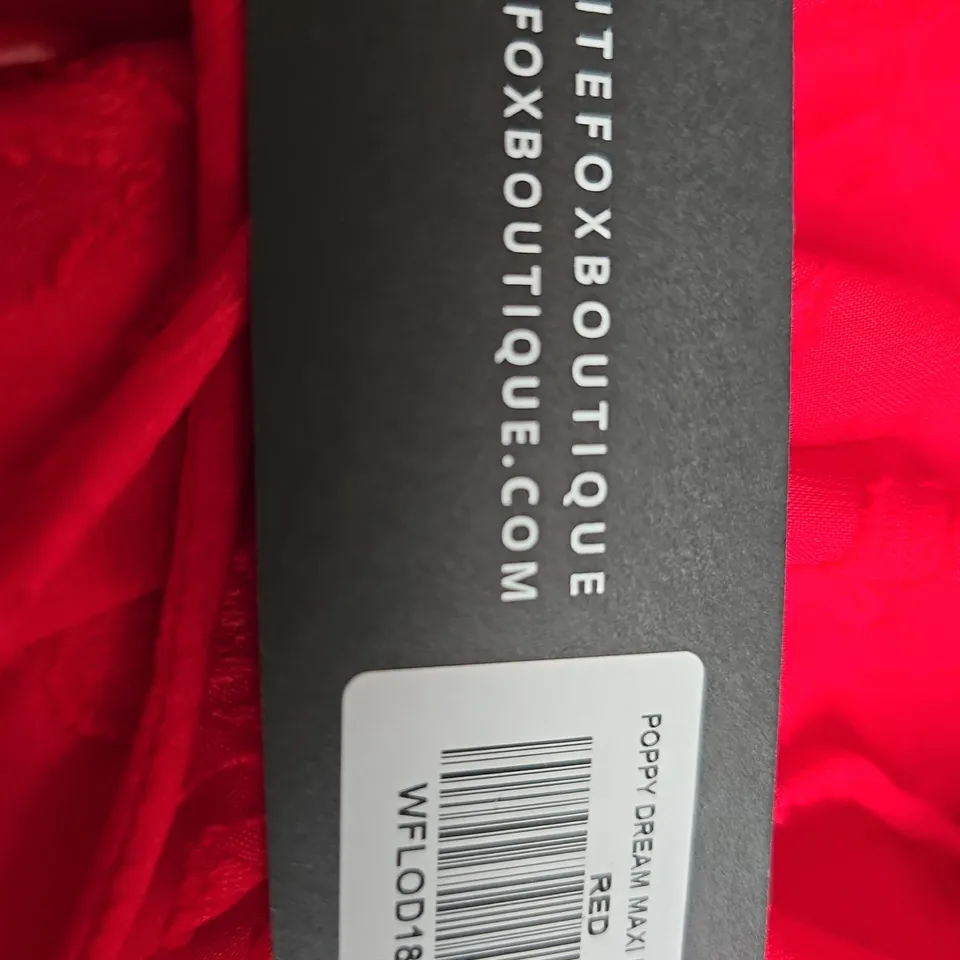 ITEFOXBOUTIQUE
FOXBOUTIQUE.COM
POPPY DREAM MAXI
RED
WFLOD18